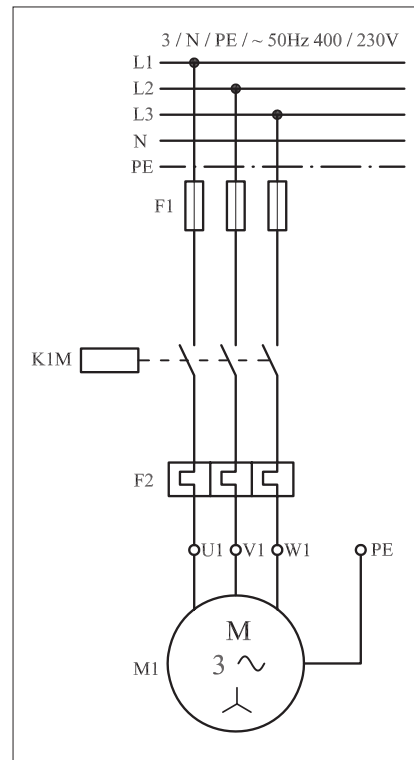 3 / N / PE / ~ 50Hz 400 / 230V
L1
L2
L3
N
PE
F1
K1M
F2
U1 V1 W1 PE
M
M1
3 ~